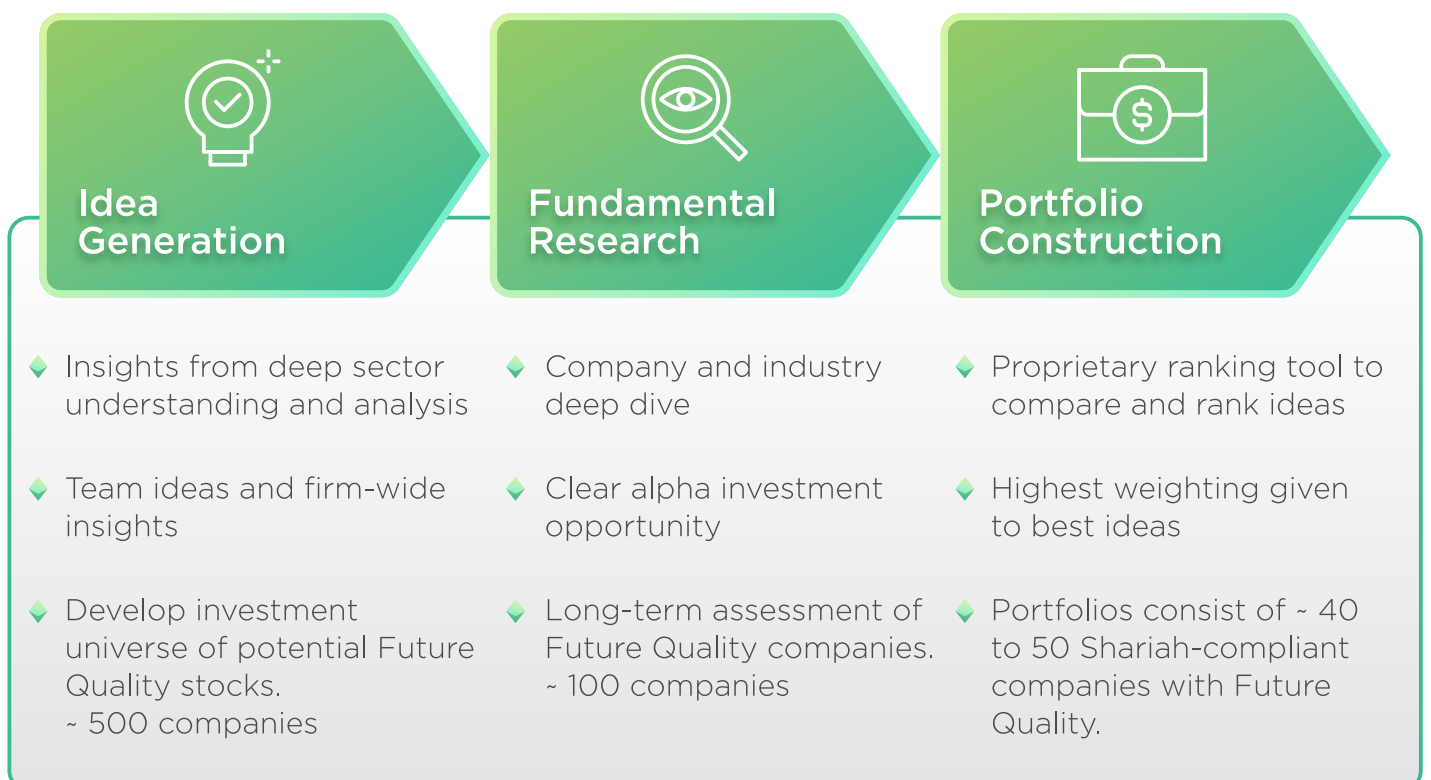 Idea
Generation
Insights from deep sector
understanding and analysis
Team ideas and firm-wide
insights
Develop investment
universe of potential Future
Quality stocks.
~ 500 companies
Fundamental
Research
Company and industry
deep dive
Clear alpha investment
opportunity
Long-term assessment of
Future Quality companies.
~ 100 companies
Portfolio
Construction
$
Proprietary ranking tool to
compare and rank ideas
Highest weighting given
to best ideas
Portfolios consist of ~ 40
to 50 Shariah-compliant
companies with Future
Quality.